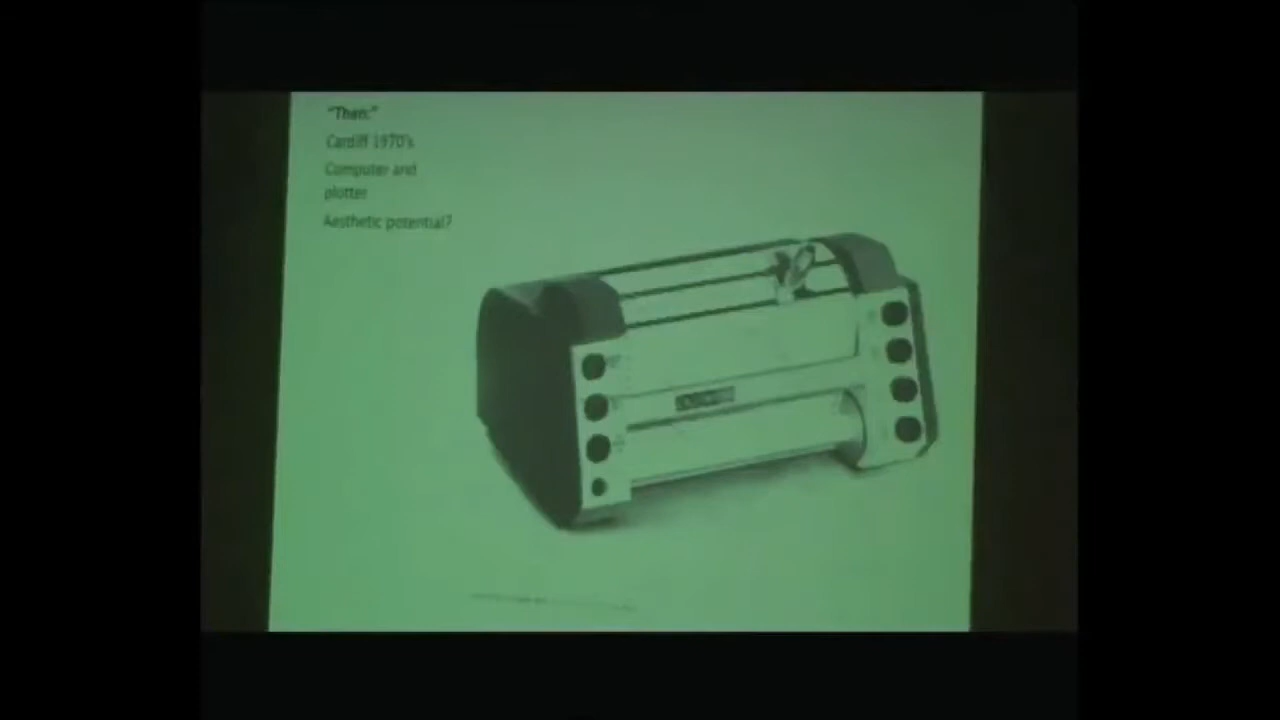 "Then:"
Cardiff 1970's
Computer and
plotter
Aesthetic potential?